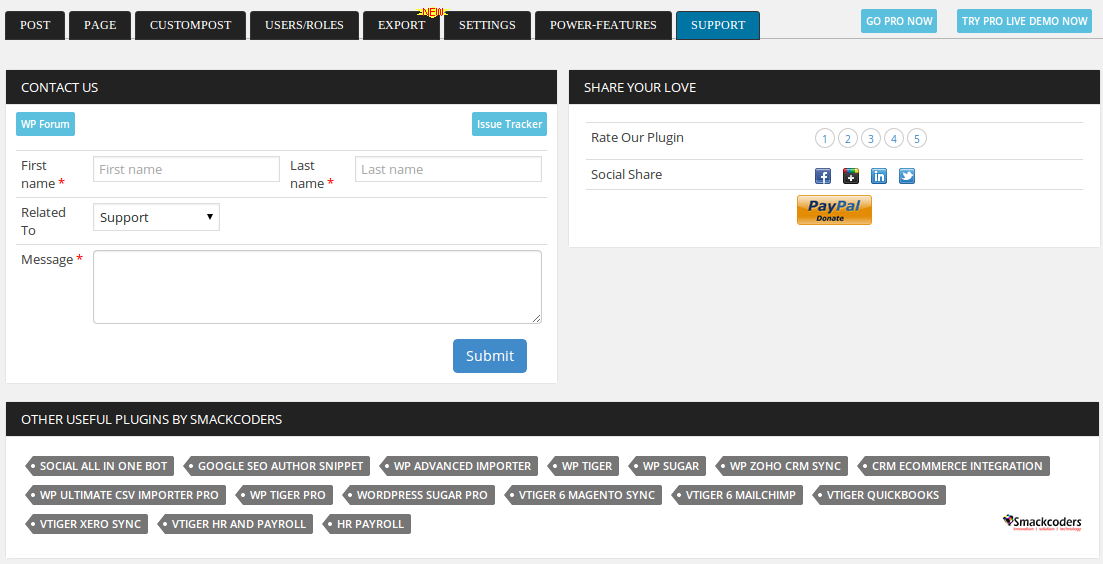 POST PAGE CUSTOMPOST USERS/ROLES EXPORT NEW SETTINGS POWER-FEATURES SUPPORT GO PRO NOW TRY PRO LIVE DEMO NOW
CONTACT US
WP Forum Issue Tracker
First name * First name Last name * Last name
Related To Support
Message *
Submit
SHARE YOUR LOVE
Rate Our Plugin 1 2 3 4 5
Social Share
PayPal
Donate
OTHER USEFUL PLUGINS BY SMACKCODERS
SOCIAL ALL IN ONE BOT GOOGLE SEO AUTHOR SNIPPET WP ADVANCED IMPORTER WP TIGER WP SUGAR WP ZOHO CRM SYNC CRM ECOMMERCE INTEGRATION
WP ULTIMATE CSV IMPORTER PRO WP TIGER PRO WORDPRESS SUGAR PRO VTIGER 6 MAGENTO SYNC VTIGER 6 MAILCHIMP VTIGER QUICKBOOKS
VTIGER XERO SYNC VTIGER HR AND PAYROLL HR PAYROLL
Smackcoders
innovation | solution | technology